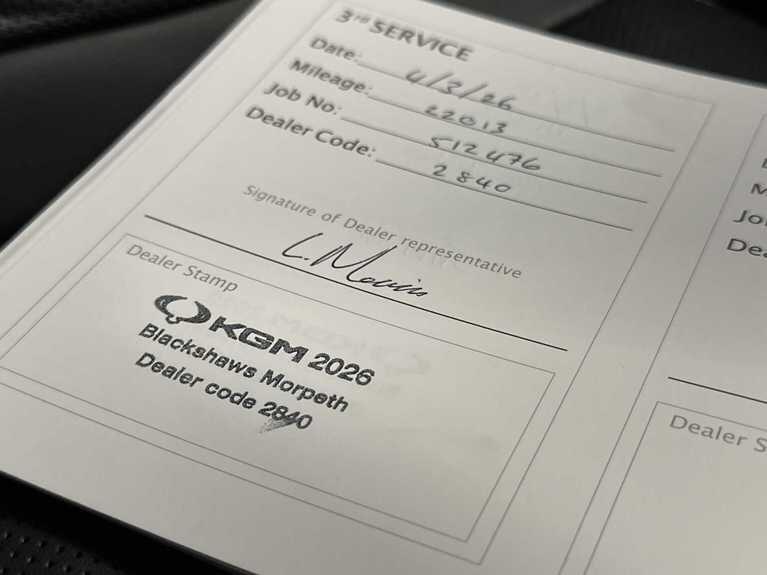 3rd SERVICE
Date: 4/3/26
Mileage: 22013
Job No: 512476
Dealer Code: 2840
Signature of Dealer representative
Dealer Stamp
KGM 2026
Blackshaws Morpeth
Dealer code 2840
Dealer S